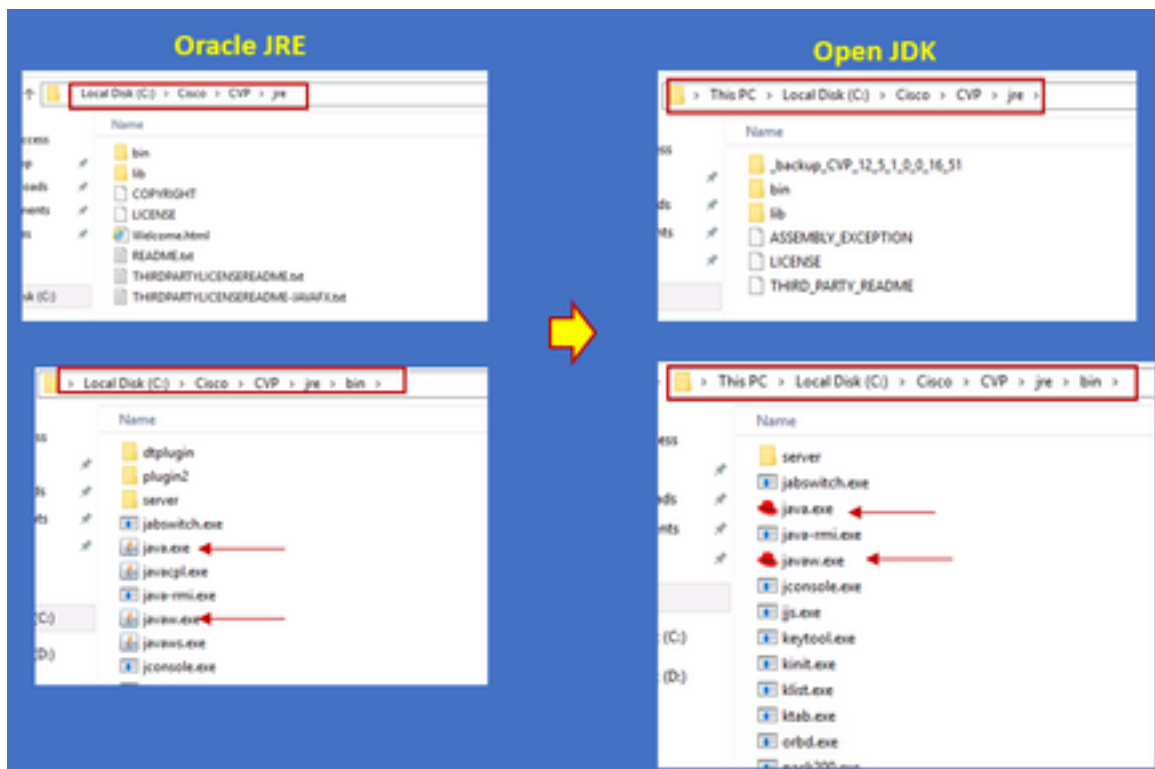 Oracle JRE
Local Disk (C:) > Cisco > CVP > jre
Name
bin
lib
COPYRIGHT
LICENSE
Welcome.html
README.txt
THIRDPARTYLICENSEREADME.txt
THIRDPARTYLICENSEREADME-JAVAFX.txt
Local Disk (C:) > Cisco > CVP > jre > bin >
Name
dtplugin
plugin2
server
jabswitch.exe
java.exe
javacpl.exe
java-rmi.exe
javaw.exe
javaws.exe
jconsole.exe
(C:)
(D:)
Open JDK
> This PC > Local Disk (C:) > Cisco > CVP > jre >
Name
_backup_CVP_12_5_1_0_0_16_51
bin
lib
ASSEMBLY_EXCEPTION
LICENSE
THIRD_PARTY_README
> This PC > Local Disk (C:) > Cisco > CVP > jre > bin >
Name
server
jabswitch.exe
java.exe
java-rmi.exe
javaw.exe
jconsole.exe
jjs.exe
keytool.exe
kinit.exe
klist.exe
ktab.exe
orbd.exe
(C:)
(D:)